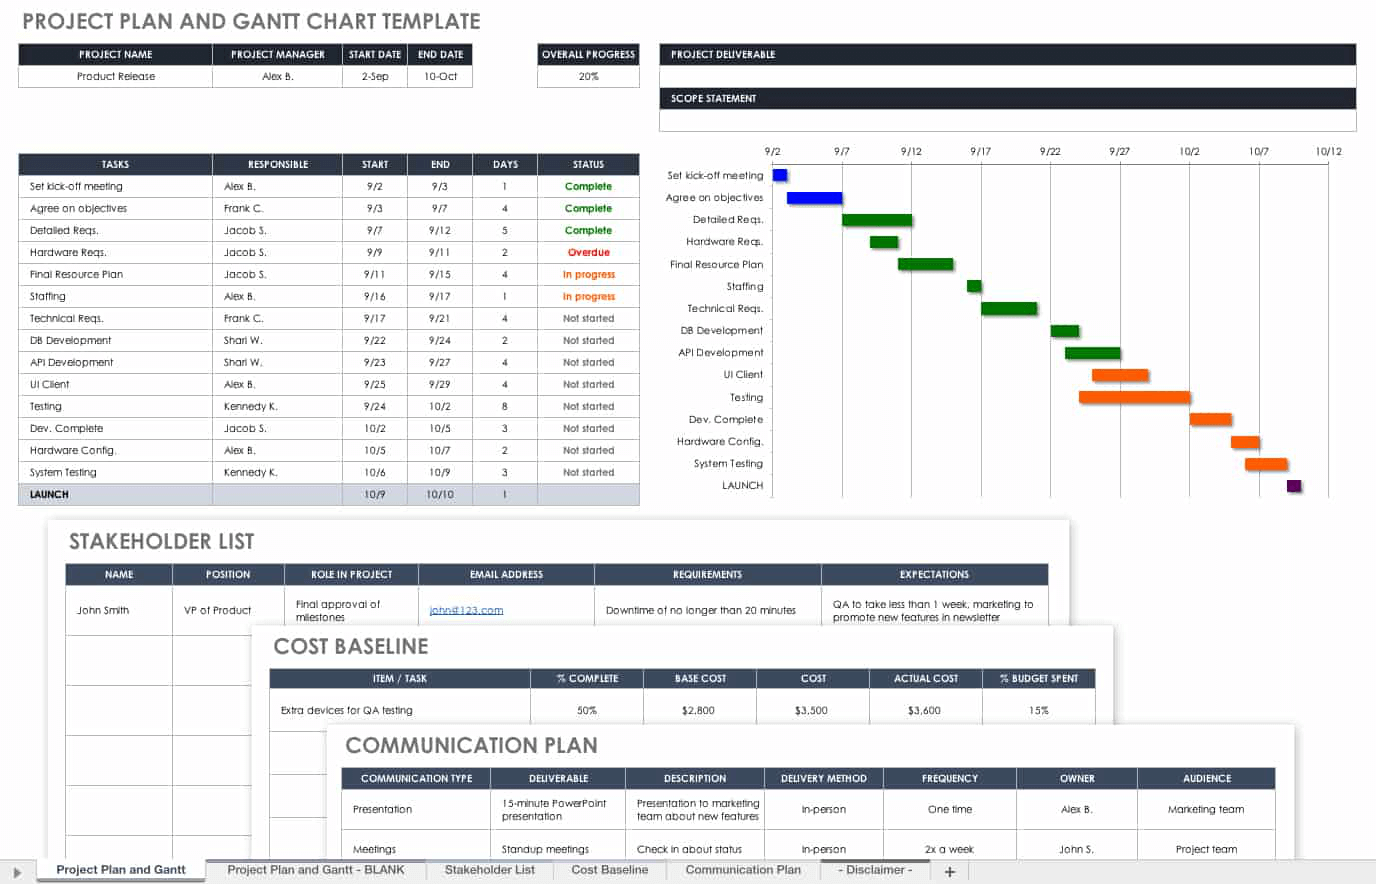 PROJECT PLAN AND GANTT CHART TEMPLATE
PROJECT NAME PROJECT MANAGER START DATE END DATE OVERALL PROGRESS
Product Release Alex B. 2-Sep 10-Oct 20%
PROJECT DELIVERABLE
SCOPE STATEMENT
TASKS RESPONSIBLE START END DAYS STATUS
Set kick-off meeting Alex B. 9/2 9/3 1 Complete
Agree on objectives Frank C. 9/3 9/7 4 Complete
Detailed Reqs. Jacob S. 9/7 9/12 5 Complete
Hardware Reqs. Jacob S. 9/9 9/11 2 Overdue
Final Resource Plan Jacob S. 9/11 9/15 4 In progress
Staffing Alex B. 9/16 9/17 1 In progress
Technical Reqs. Frank C. 9/17 9/21 4 Not started
DB Development Shari W. 9/22 9/24 2 Not started
API Development Shari W. 9/23 9/27 4 Not started
UI Client Alex B. 9/25 9/29 4 Not started
Testing Kennedy K. 9/24 10/2 8 Not started
Dev. Complete Jacob S. 10/2 10/5 3 Not started
Hardware Config. Alex B. 10/5 10/7 2 Not started
System Testing Kennedy K. 10/6 10/9 3 Not started
LAUNCH 10/9 10/10 1
9/2 9/7 9/12 9/17 9/22 9/27 10/2 10/7 10/12
Set kick-off meeting
Agree on objectives
Detailed Reqs.
Hardware Reqs.
Final Resource Plan
Staffing
Technical Reqs.
DB Development
API Development
UI Client
Testing
Dev. Complete
Hardware Config.
System Testing
LAUNCH
STAKEHOLDER LIST
NAME POSITION ROLE IN PROJECT EMAIL ADDRESS REQUIREMENTS EXPECTATIONS
John Smith VP of Product Final approval of milestones john@123.com Downtime of no longer than 20 minutes QA to take less than 1 week, marketing to promote new features in newsletter
COST BASELINE
ITEM / TASK % COMPLETE BASE COST COST ACTUAL COST % BUDGET SPENT
Extra devices for QA testing 50% $2,800 $3,500 $3,600 15%
COMMUNICATION PLAN
COMMUNICATION TYPE DELIVERABLE DESCRIPTION DELIVERY METHOD FREQUENCY OWNER AUDIENCE
Presentation 15-minute PowerPoint presentation Presentation to marketing team about new features In-person One time Alex B. Marketing team
Meetings Standup meetings Check in about status In-person 2x a week John S. Project team
Project Plan and Gantt Project Plan and Gantt - BLANK Stakeholder List Cost Baseline Communication Plan - Disclaimer - +